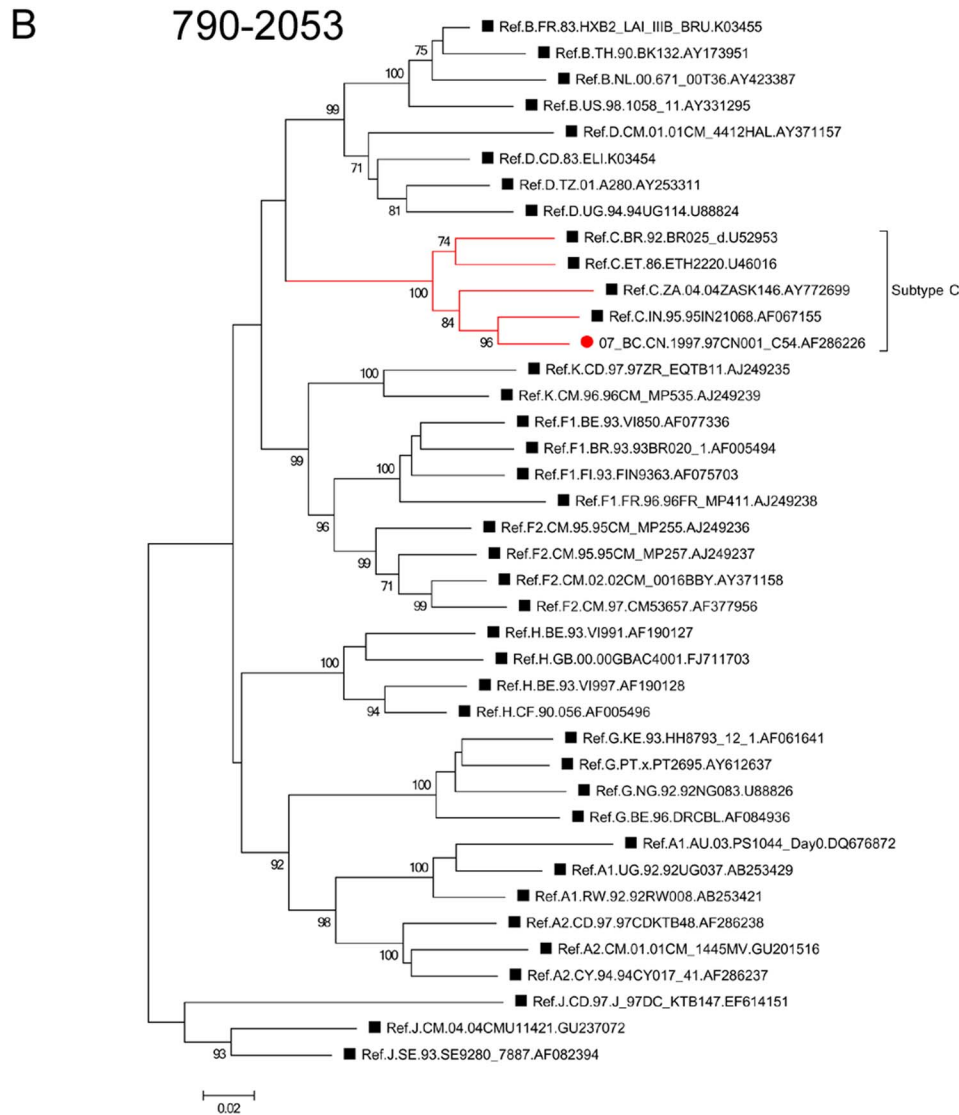 B 790-2053
Ref.B.FR.83.HXB2_LAI_IIIB_BRU.K03455
75
Ref.B.TH.90.BK132.AY173951
100
Ref.B.NL.00.671_00T36.AY423387
Ref.B.US.98.1058_11.AY331295
99
Ref.D.CM.01.01CM_4412HAL.AY371157
71
Ref.D.CD.83.ELI.K03454
Ref.D.TZ.01.A280.AY253311
81
Ref.D.UG.94.94UG114.U88824
74
Ref.C.BR.92.BR025_d.U52953
Ref.C.ET.86.ETH2220.U46016
100
Ref.C.ZA.04.04ZASK146.AY772699
Subtype C
84
Ref.C.IN.95.95IN21068.AF067155
96
07_BC.CN.1997.97CN001_C54.AF286226
100
Ref.K.CD.97.97ZR_EQTB11.AJ249235
Ref.K.CM.96.96CM_MP535.AJ249239
99
Ref.F1.BE.93.VI850.AF077336
Ref.F1.BR.93.93BR020_1.AF005494
100
Ref.F1.FI.93.FIN9363.AF075703
Ref.F1.FR.96.96FR_MP411.AJ249238
96
Ref.F2.CM.95.95CM_MP255.AJ249236
99
Ref.F2.CM.95.95CM_MP257.AJ249237
71
Ref.F2.CM.02.02CM_0016BBY.AY371158
99
Ref.F2.CM.97.CM53657.AF377956
Ref.H.BE.93.VI991.AF190127
100
Ref.H.GB.00.00GBAC4001.FJ711703
Ref.H.BE.93.VI997.AF190128
94
Ref.H.CF.90.056.AF005496
Ref.G.KE.93.HH8793_12_1.AF061641
Ref.G.PT.x.PT2695.AY612637
100
Ref.G.NG.92.92NG083.U88826
Ref.G.BE.96.DRCBL.AF084936
92
Ref.A1.AU.03.PS1044_Day0.DQ676872
100
Ref.A1.UG.92.92UG037.AB253429
Ref.A1.RW.92.92RW008.AB253421
98
Ref.A2.CD.97.97CDKTB48.AF286238
Ref.A2.CM.01.01CM_1445MV.GU201516
100
Ref.A2.CY.94.94CY017_41.AF286237
Ref.J.CD.97.J_97DC_KTB147.EF614151
Ref.J.CM.04.04CMU11421.GU237072
93
Ref.J.SE.93.SE9280_7887.AF082394
0.02